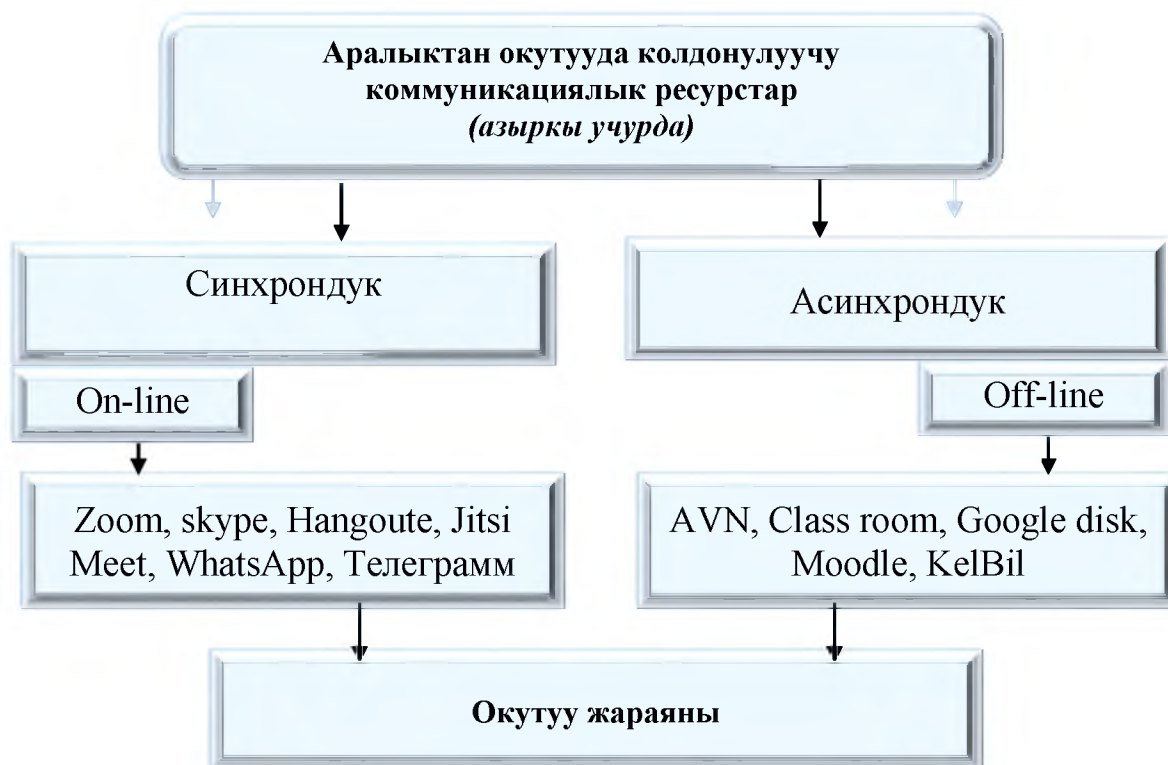 Аралыктан окутууда колдонулуучу
коммуникациялык ресурстар
(азыркы учурда)
Синхрондук
Асинхрондук
On-line
Off-line
Zoom, skype, Hangoute, Jitsi
Meet, WhatsApp, Телеграмм
AVN, Class room, Google disk,
Moodle, KelBil
Окутуу жараяны